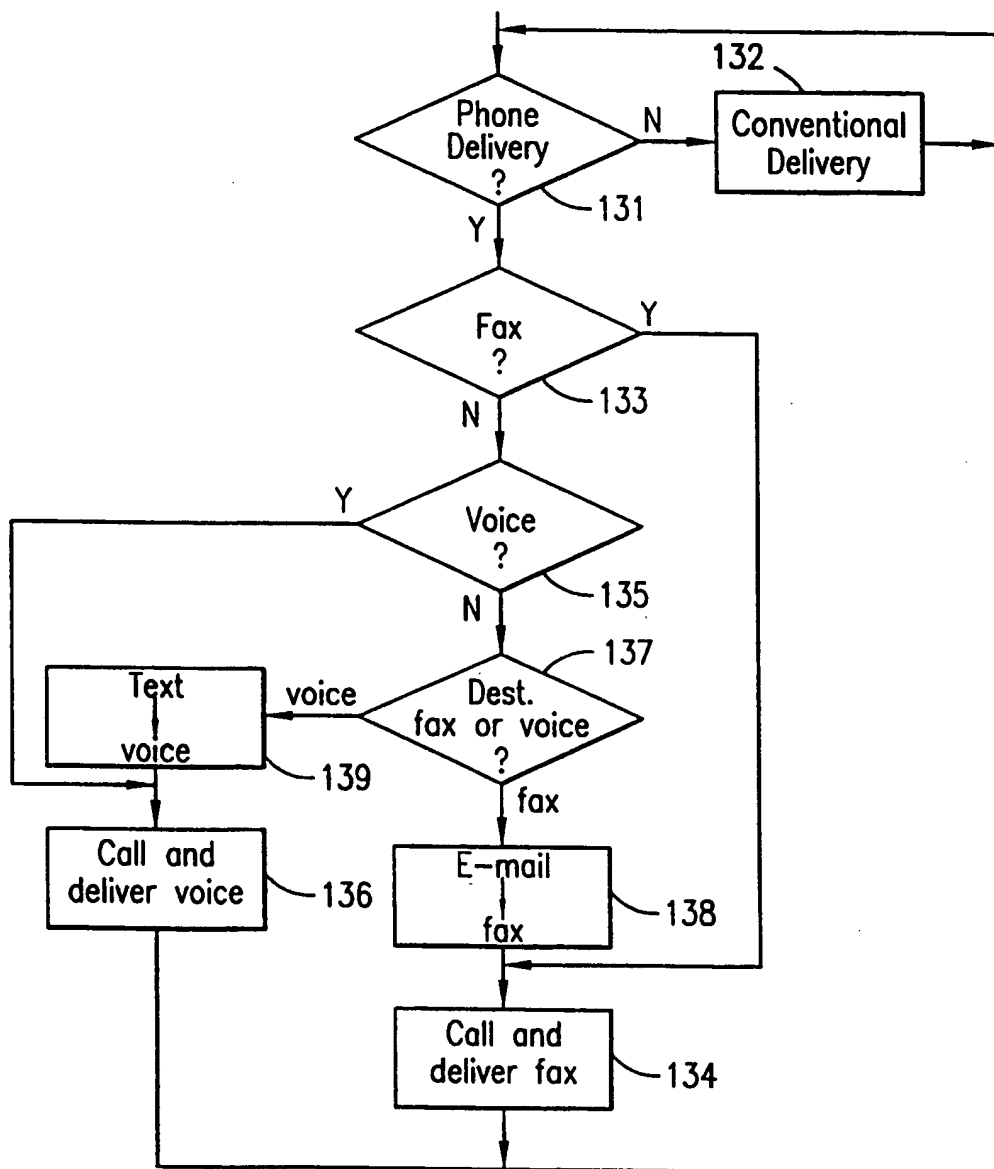 132
Phone
Delivery
?
N
Conventional
Delivery
131
Y
Fax
?
Y
133
N
Y
Voice
?
135
N
137
Text
voice
voice
Dest.
fax or voice
?
139
fax
Call and
deliver voice
136
E-mail
fax
138
Call and
deliver fax
134